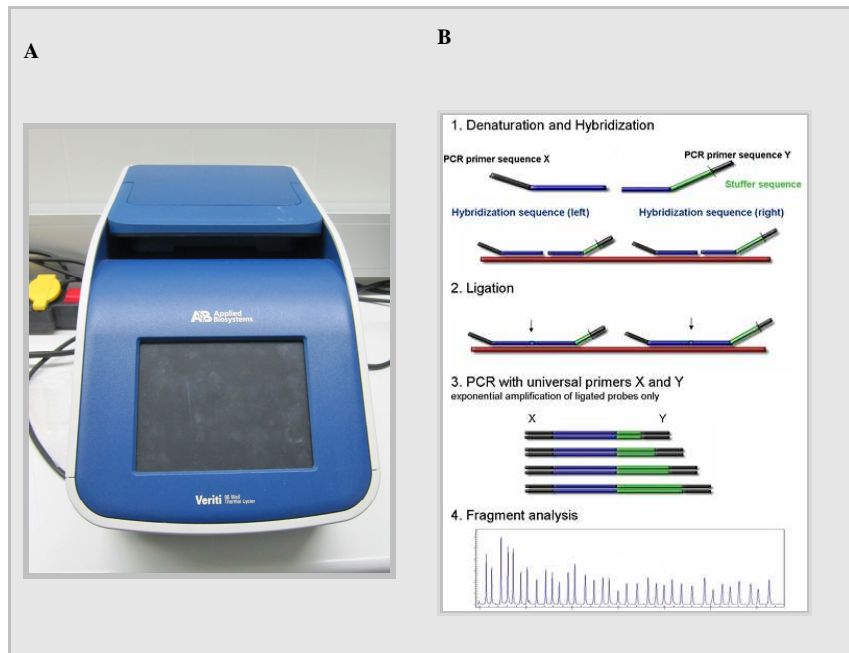 A
B
AB Applied
Biosystems
Veriti 96 Well
Thermal Cycler
1. Denaturation and Hybridization
PCR primer sequence X
PCR primer sequence Y
Stuffer sequence
Hybridization sequence (left)
Hybridization sequence (right)
2. Ligation
3. PCR with universal primers X and Y
exponential amplification of ligated probes only
X
Y
4. Fragment analysis